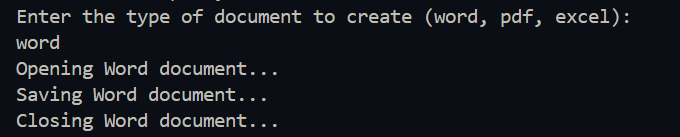 Enter the type of document to create (word, pdf, excel):
word
Opening Word document...
Saving Word document...
Closing Word document...